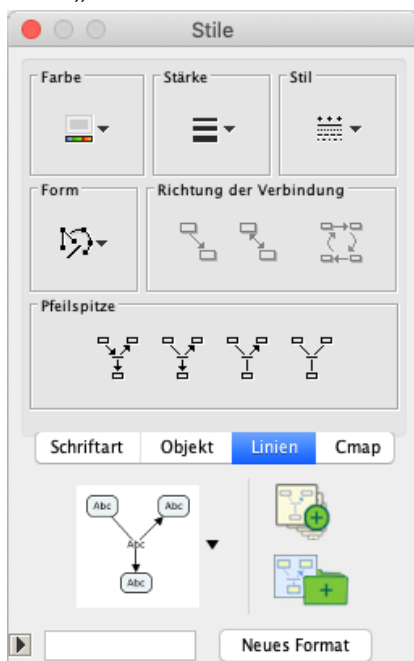 „
Stile
Farbe
Stärke
Stil
Form
Richtung der Verbindung
Pfeilspitze
Schriftart
Objekt
Linien
Cmap
Abc
Abc
Abc
Abc
Neues Format